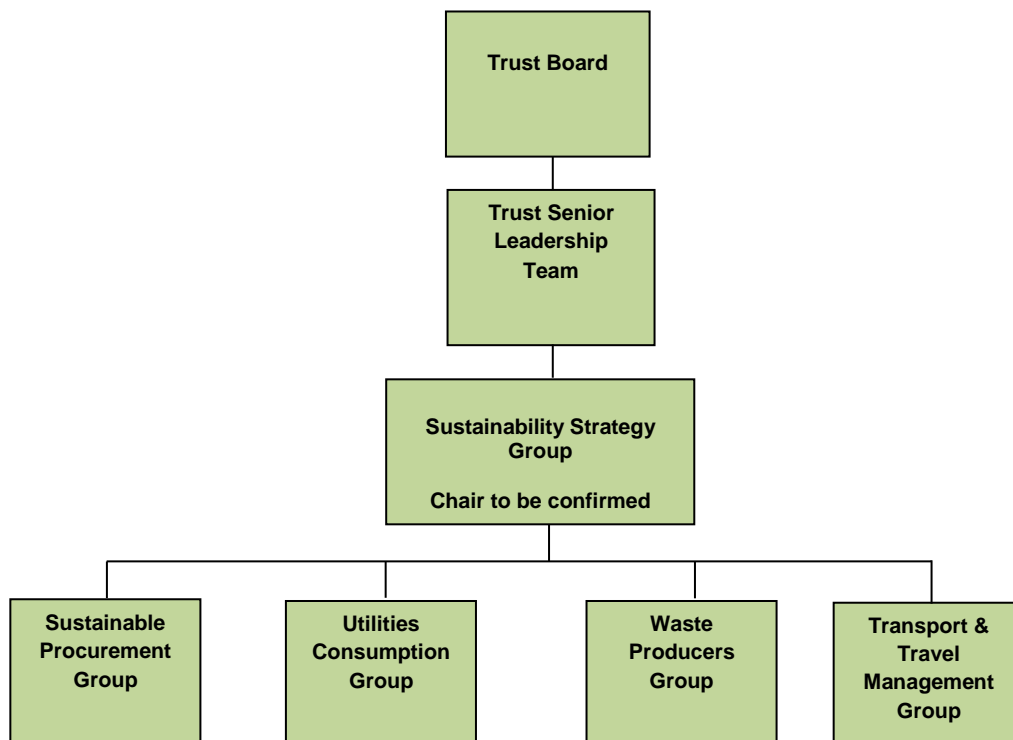 Trust Board
Trust Senior
Leadership
Team
Sustainability Strategy
Group
Chair to be confirmed
Sustainable
Procurement
Group
Utilities
Consumption
Group
Waste
Producers
Group
Transport &
Travel
Management
Group